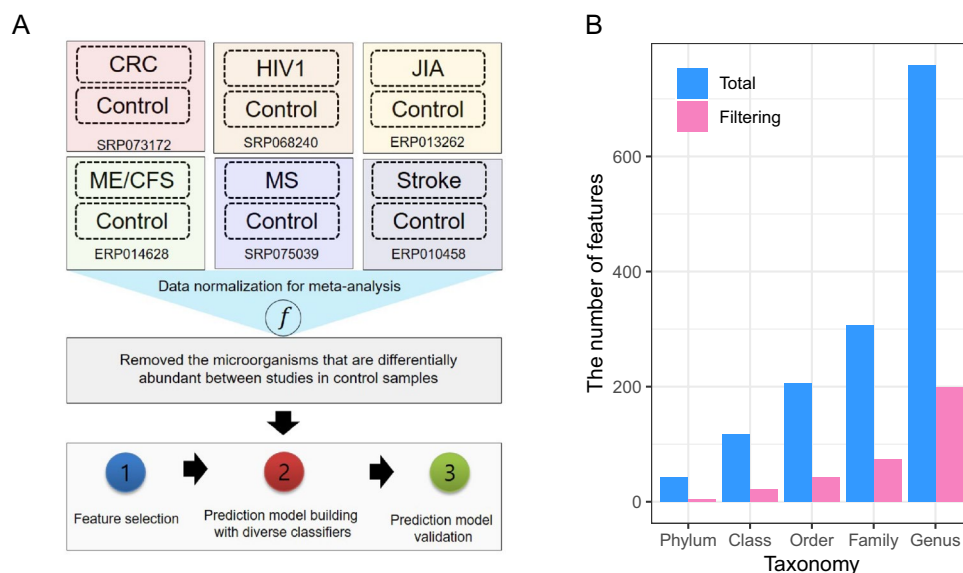 A
CRC
Control
SRP073172
HIV1
Control
SRP068240
JIA
Control
ERP013262
ME/CFS
Control
ERP014628
MS
Control
SRP075039
Stroke
Control
ERP010458
Data normalization for meta-analysis
f
Removed the microorganisms that are differentially
abundant between studies in control samples
1
2
3
Feature selection
Prediction model building
with diverse classifiers
Prediction model
validation
B
Total
Filtering
The number of features
600
400
200
0
Phylum Class Order Family Genus
Taxonomy